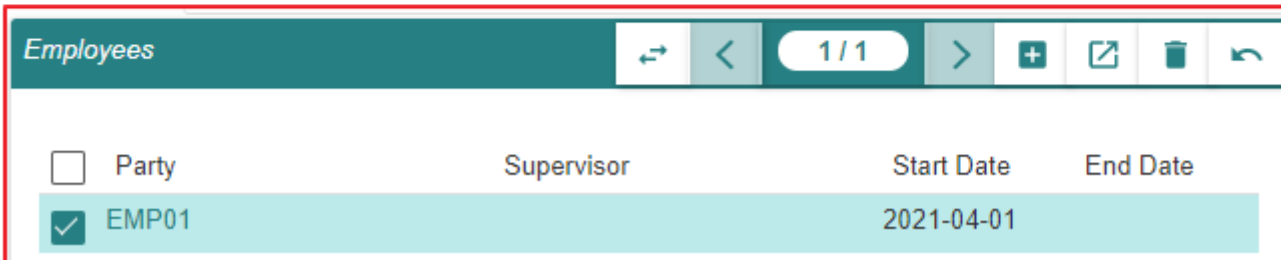 Employees 1 / 1
Party Supervisor Start Date End Date
EMP01 2021-04-01